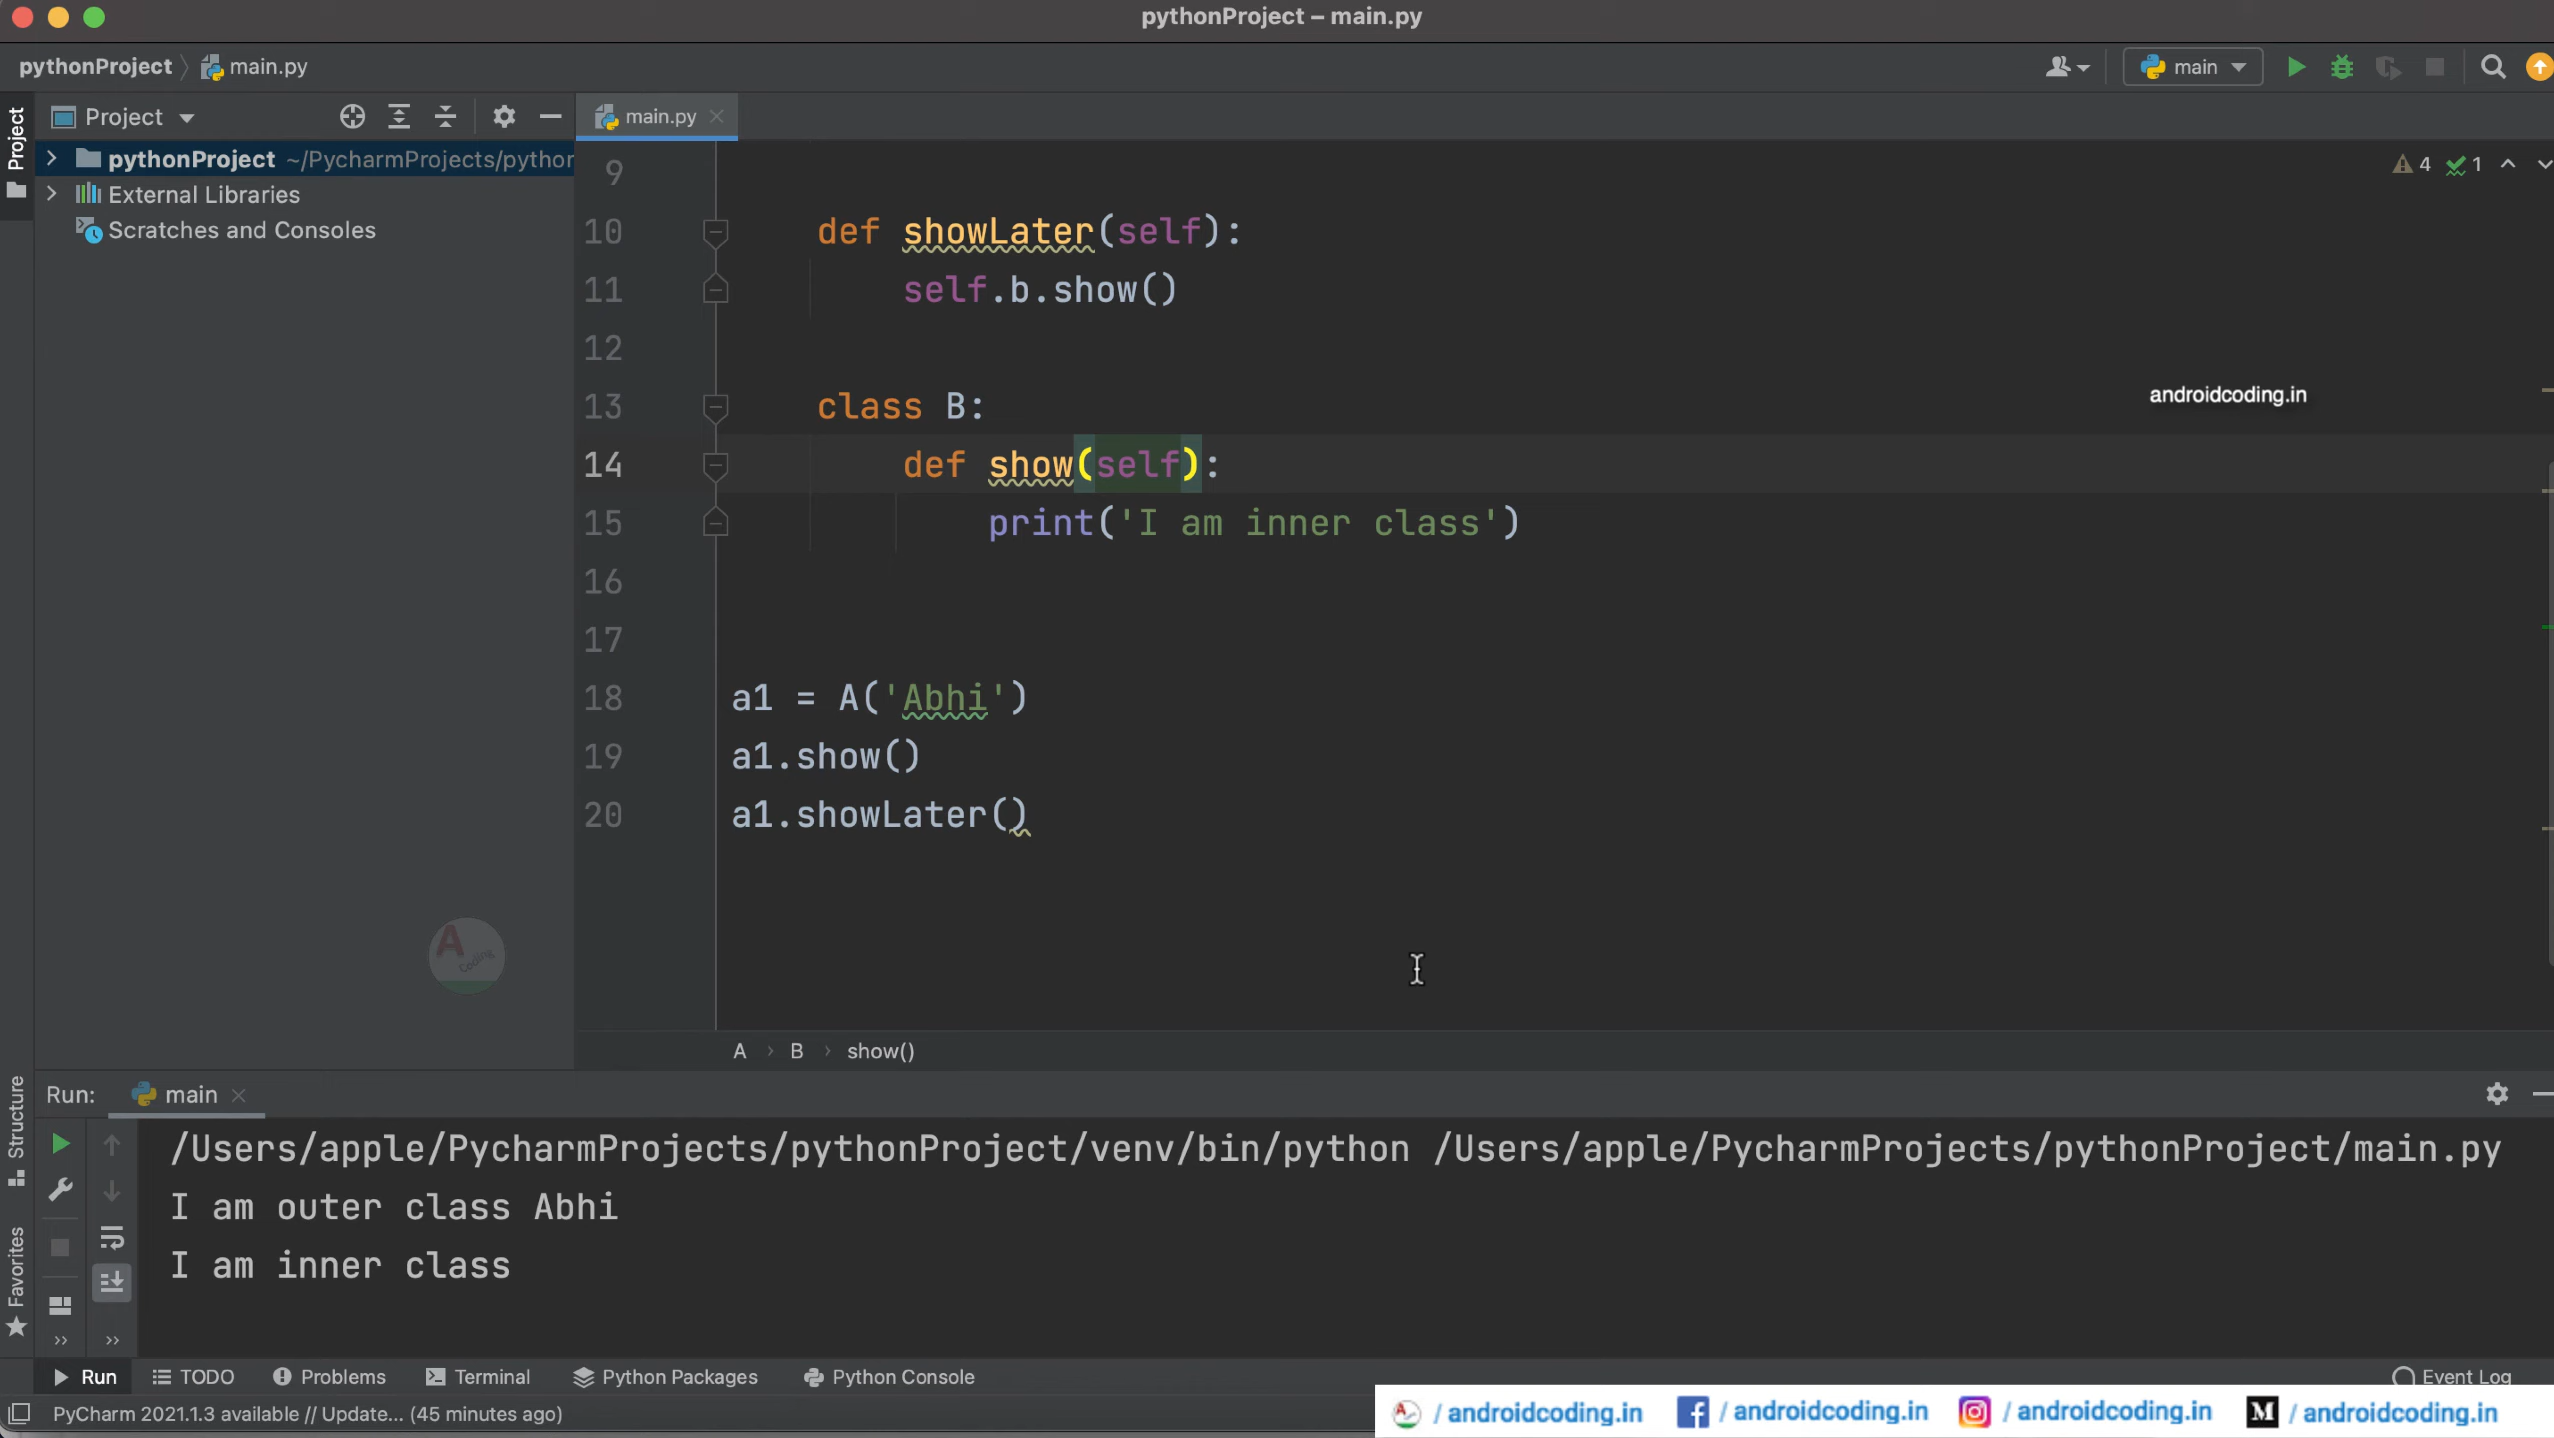 pythonProject – main.py
pythonProject main.py
main
Project
Project
main.py
pythonProject ~/PycharmProjects/python
External Libraries
Scratches and Consoles
4 1
9
10 def showLater(self):
11 self.b.show()
12
13 class B:
androidcoding.in
14 def show(self):
15 print('I am inner class')
16
17
18 a1 = A('Abhi')
19 a1.show()
20 a1.showLater()
A Coding
A B show()
Structure
Favorites
Run: main
/Users/apple/PycharmProjects/pythonProject/venv/bin/python /Users/apple/PycharmProjects/pythonProject/main.py
I am outer class Abhi
I am inner class
Run TODO Problems Terminal Python Packages Python Console Event Log
PyCharm 2021.1.3 available // Update... (45 minutes ago)
/ androidcoding.in / androidcoding.in / androidcoding.in M / androidcoding.in